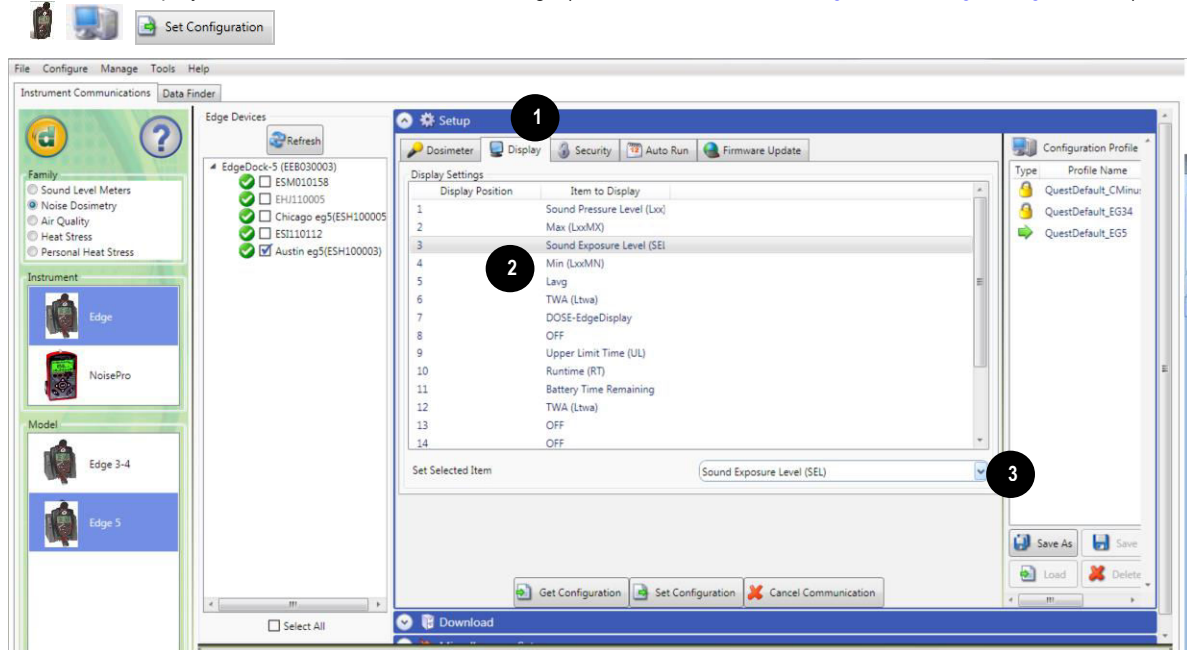 Set Configuration
File Configure Manage Tools Help
Instrument Communications Data Finder
Family
Sound Level Meters
Noise Dosimetry
Air Quality
Heat Stress
Personal Heat Stress
Instrument
Edge
NoisePro
Model
Edge 3-4
Edge 5
Edge Devices
Refresh
EdgeDock-5 (EEB030003)
ESM010158
EHJ110005
Chicago eg5(ESH100005
ESI110112
Austin eg5(ESH100003)
Select All
Setup
1
Dosimeter Display Security Auto Run Firmware Update
Display Settings
Display Position Item to Display
1 Sound Pressure Level (Lxx)
2 Max (LxxMX)
3 Sound Exposure Level (SEL
4 Min (LxxMN)
5 Lavg
6 TWA (Ltwa)
7 DOSE-EdgeDisplay
8 OFF
9 Upper Limit Time (UL)
10 Runtime (RT)
11 Battery Time Remaining
12 TWA (Ltwa)
13 OFF
14 OFF
2
Set Selected Item Sound Exposure Level (SEL)
3
Get Configuration Set Configuration Cancel Communication
Download
Configuration Profile
Type Profile Name
QuestDefault_CMinu
QuestDefault_EG34
QuestDefault_EG5
Save As Save
Load Delete